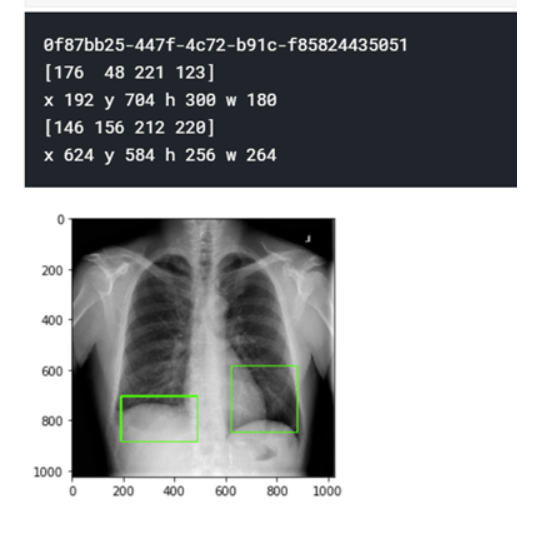 0f87bb25-447f-4c72-b91c-f85824435051
[176  48 221 123]
x 192 y 704 h 300 w 180
[146 156 212 220]
x 624 y 584 h 256 w 264
0
200
400
600
800
1000
0 200 400 600 800 1000